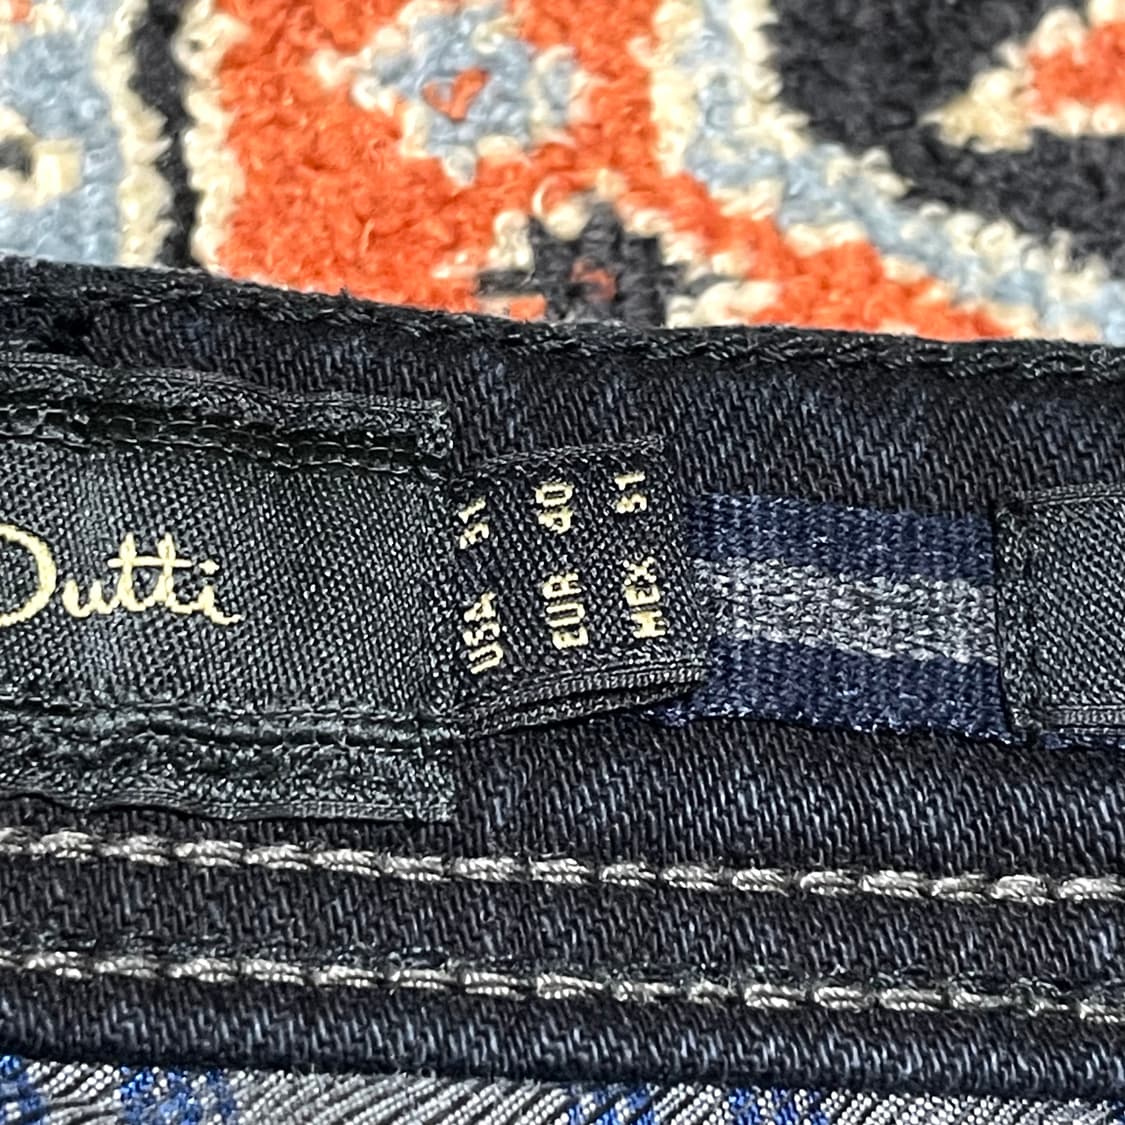 Dutti
USA 31
EUR 40
MEX 31